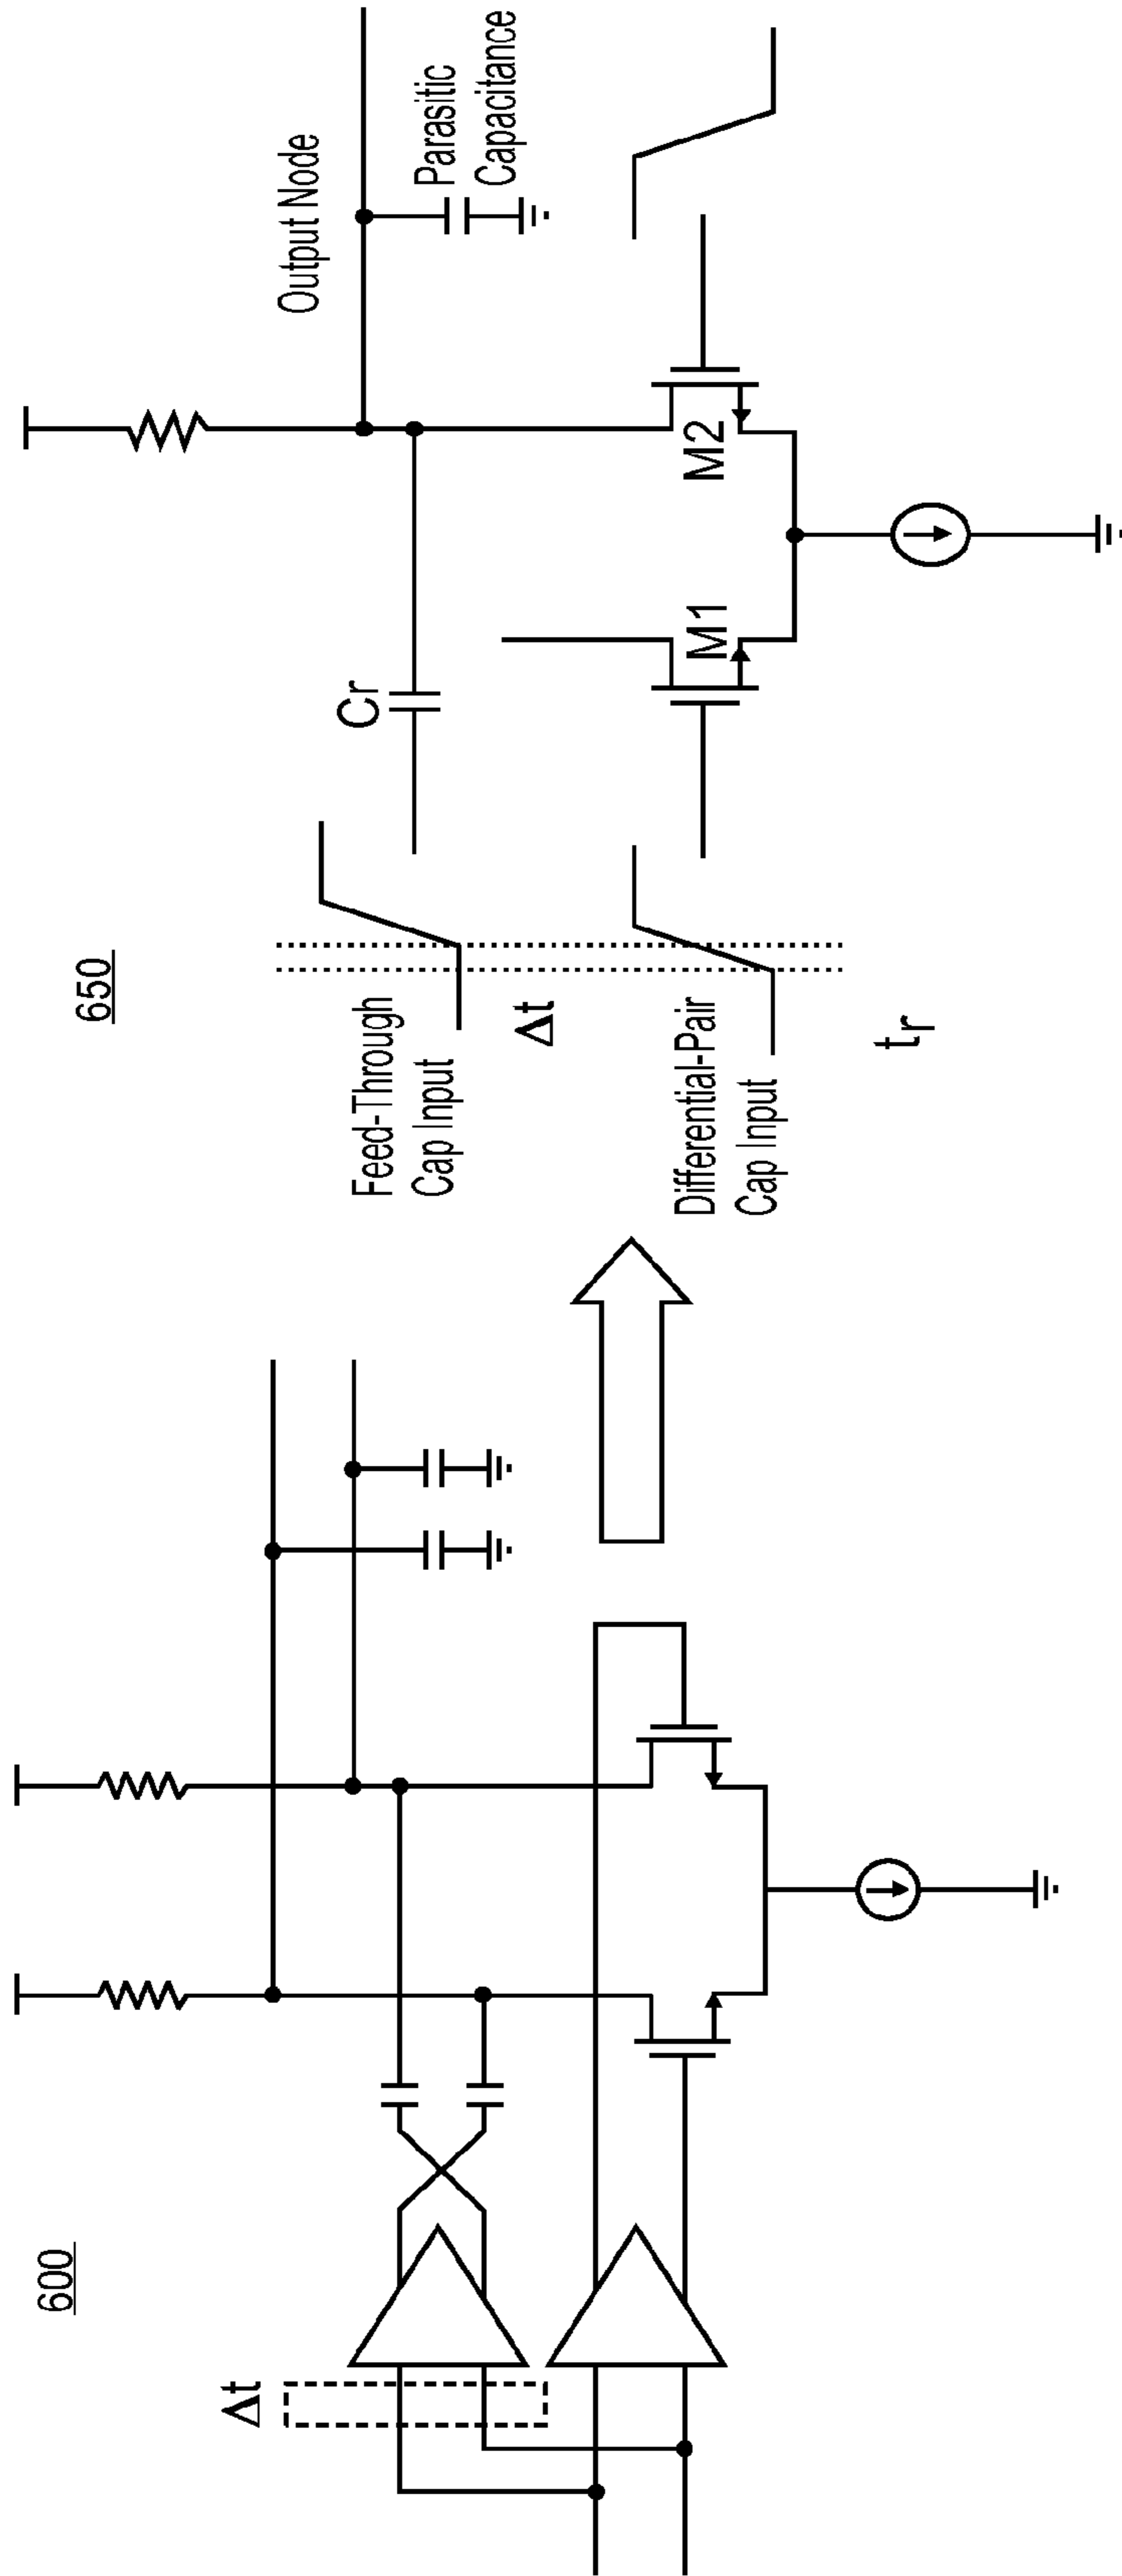 600
Δt
650
Feed-Through
Cap Input
Δt
Differential-Pair
Cap Input
tr
Cr
M1
M2
Output Node
Parasitic
Capacitance